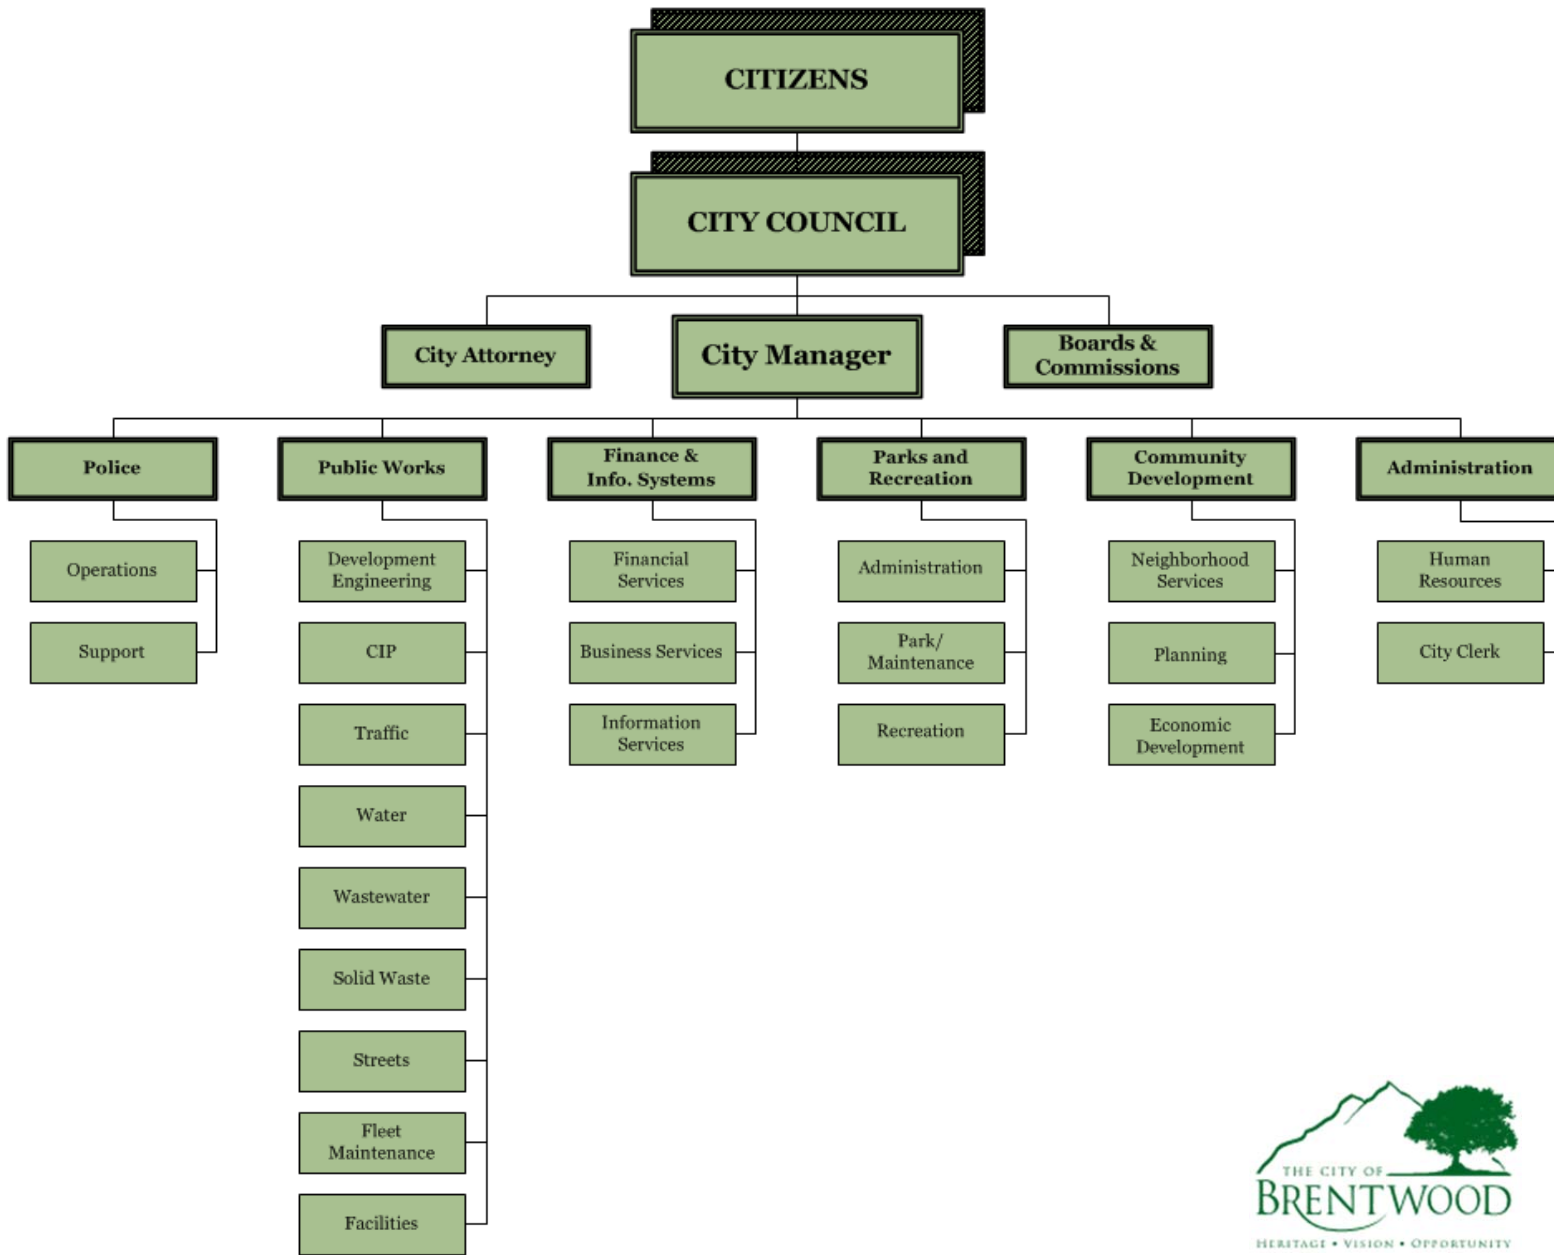 CITIZENS
CITY COUNCIL
City Attorney
City Manager
Boards &
Commissions
Police
Public Works
Finance &
Info. Systems
Parks and
Recreation
Community
Development
Administration
Operations
Support
Development
Engineering
CIP
Traffic
Water
Wastewater
Solid Waste
Streets
Fleet
Maintenance
Facilities
Financial
Services
Business Services
Information
Services
Administration
Park/
Maintenance
Recreation
Neighborhood
Services
Planning
Economic
Development
Human
Resources
City Clerk
THE CITY OF
BRENTWOOD
HERITAGE • VISION • OPPORTUNITY